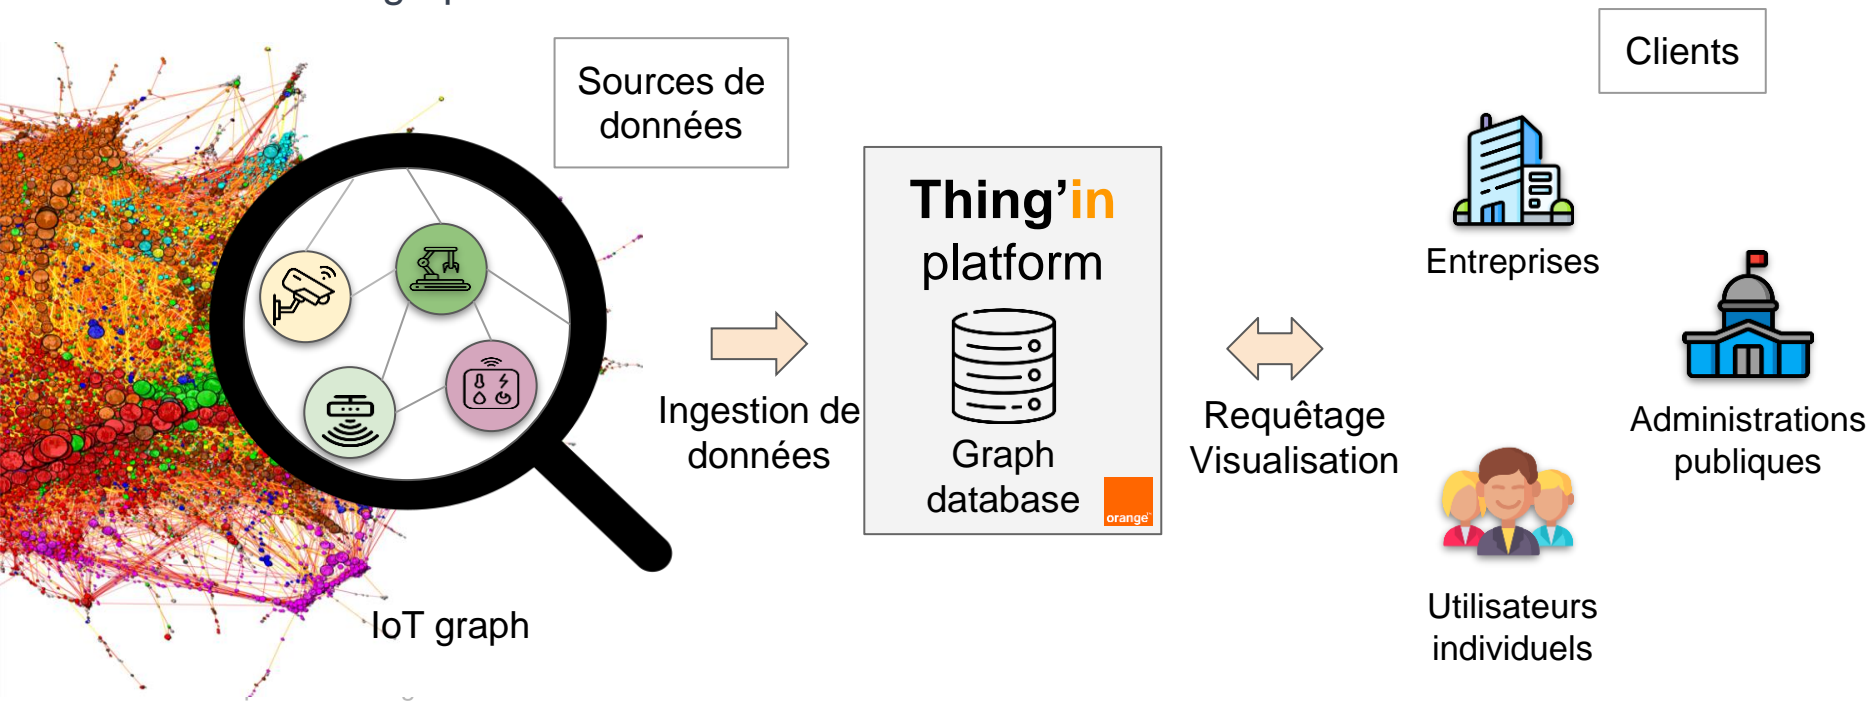 Sources de
données
Clients
Thing’in
platform
Graph
database
orange
Ingestion de
données
IoT graph
Requêtage
Visualisation
Entreprises
Administrations
publiques
Utilisateurs
individuels